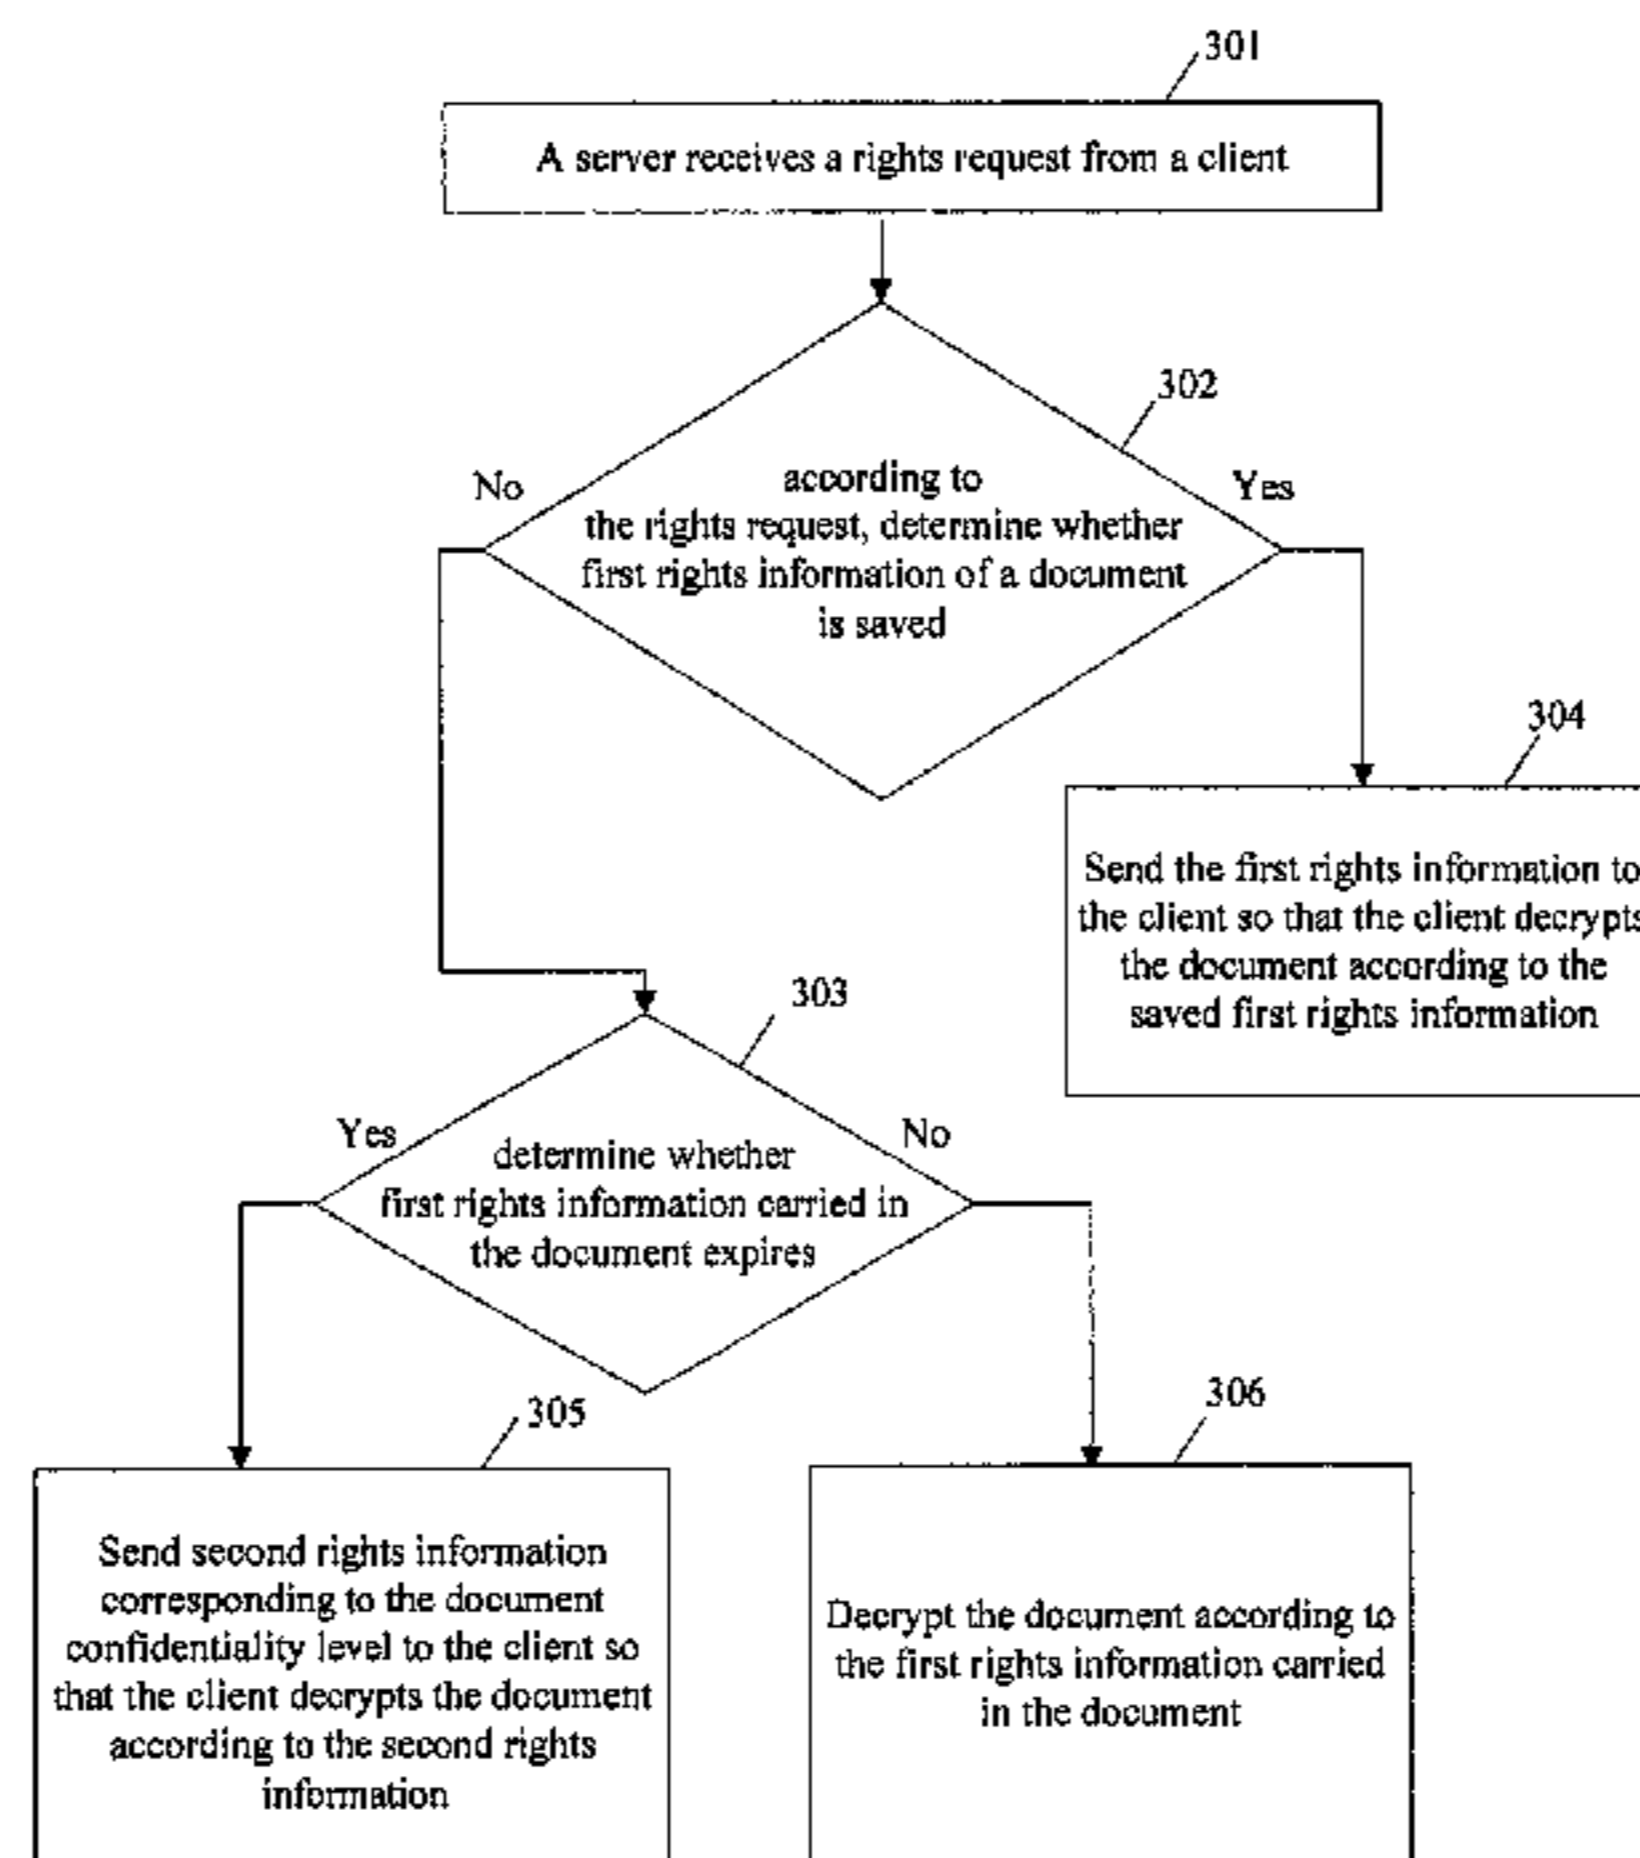 301
A server receives a rights request from a client
302
No
Yes
according to
the rights request, determine whether
first rights information of a document
is saved
304
Send the first rights information to
the client so that the client decrypts
the document according to the
saved first rights information
303
Yes
No
determine whether
first rights information carried in
the document expires
305
306
Send second rights information
corresponding to the document
confidentiality level to the client so
that the client decrypts the document
according to the second rights
information
Decrypt the document according to
the first rights information carried
in the document